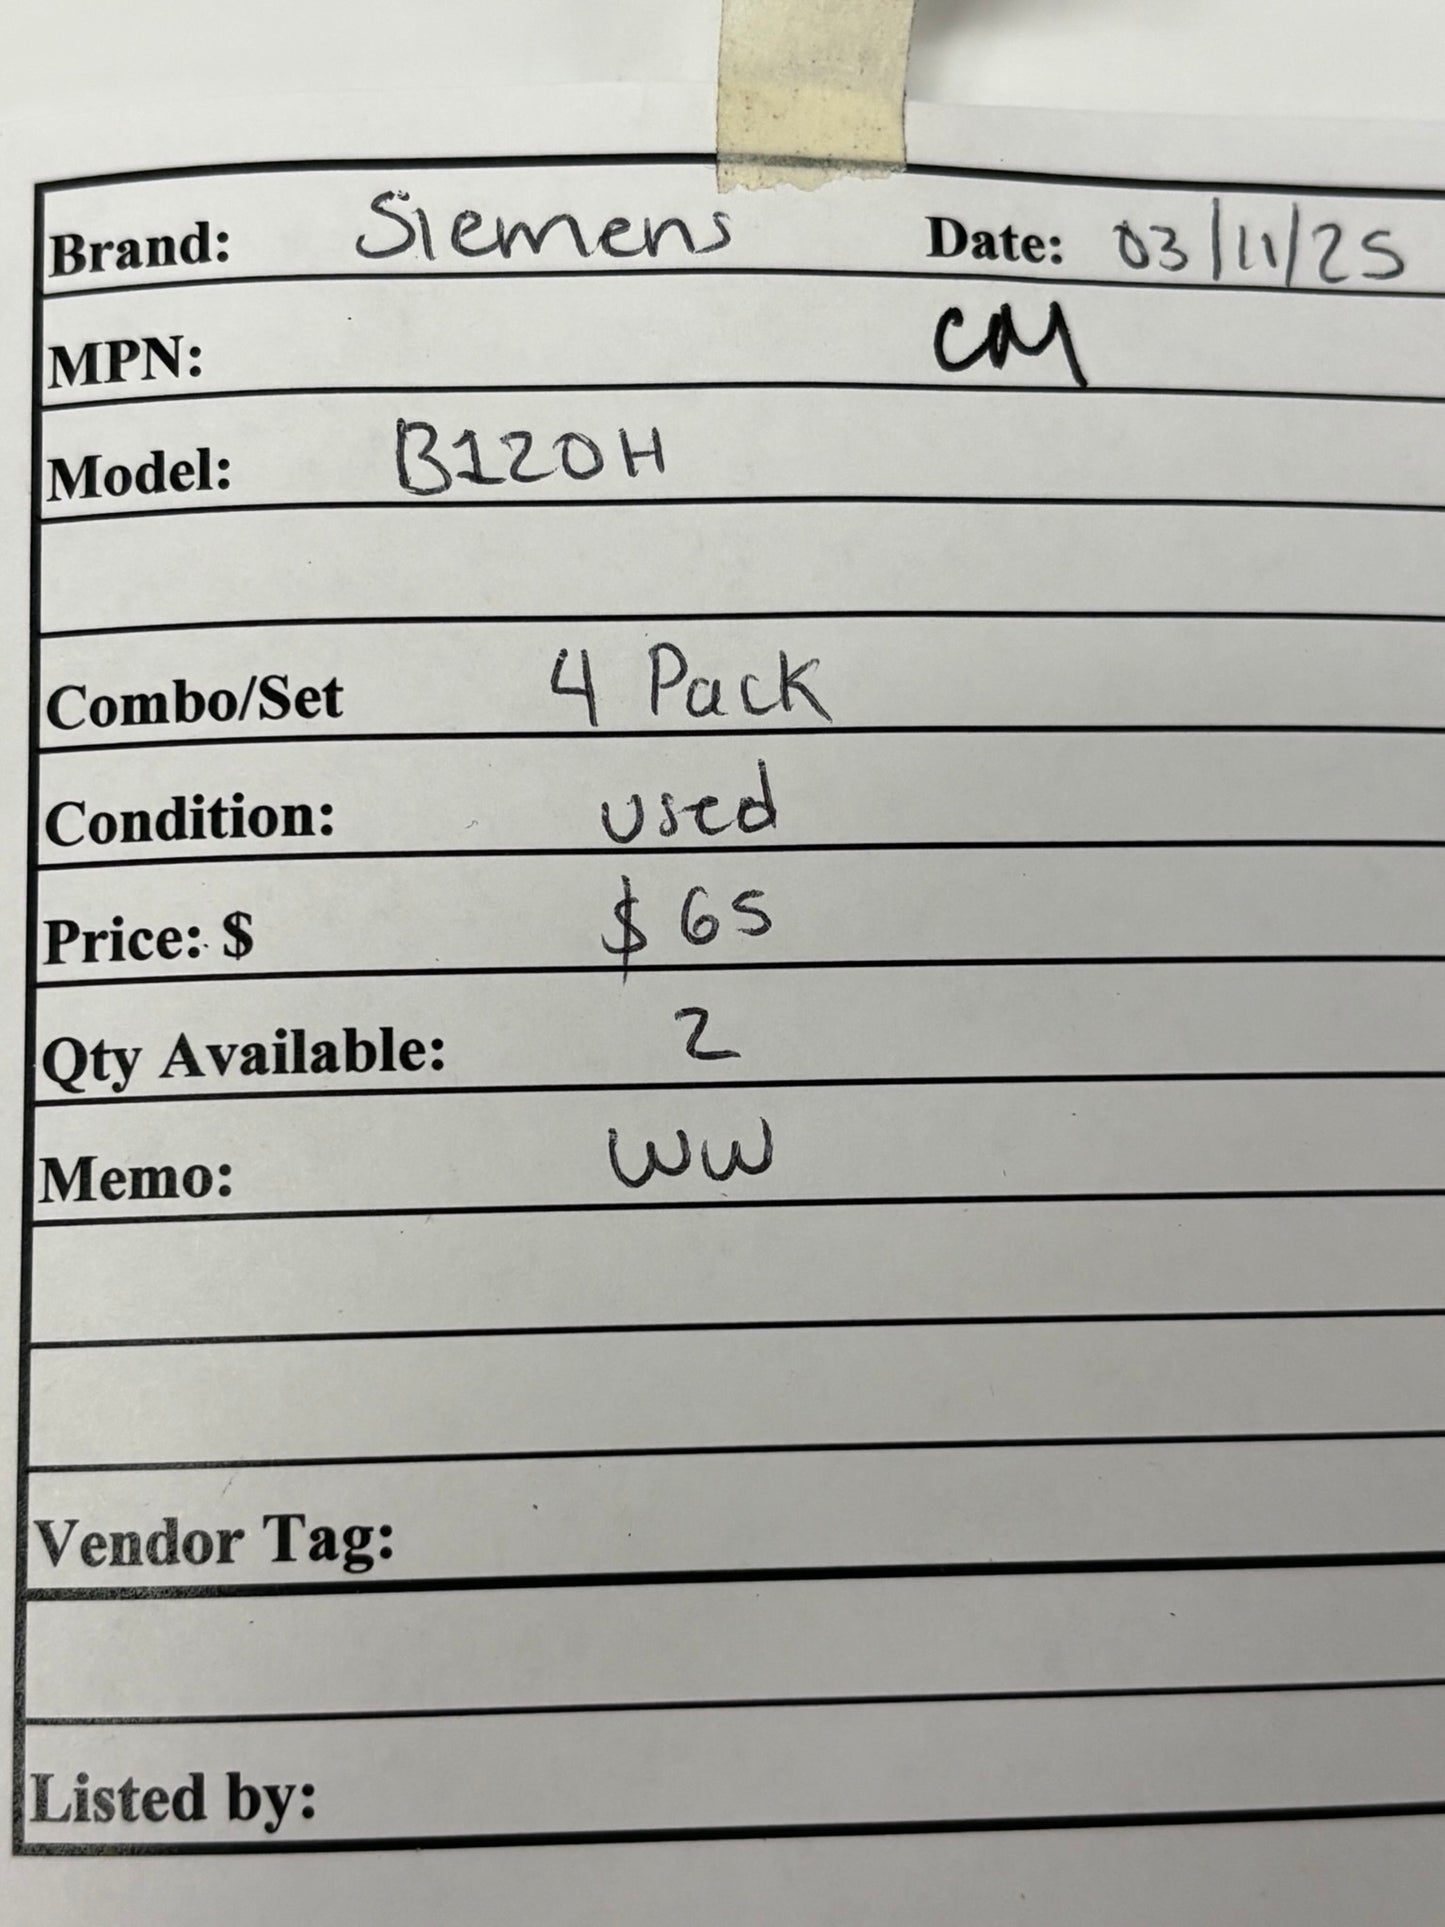 Brand: Siemens Date: 03/11/25
MPN: CM
Model: B120H
Combo/Set 4 Pack
Condition: used
Price: $ $65
Qty Available: 2
Memo: WW
Vendor Tag:
Listed by: